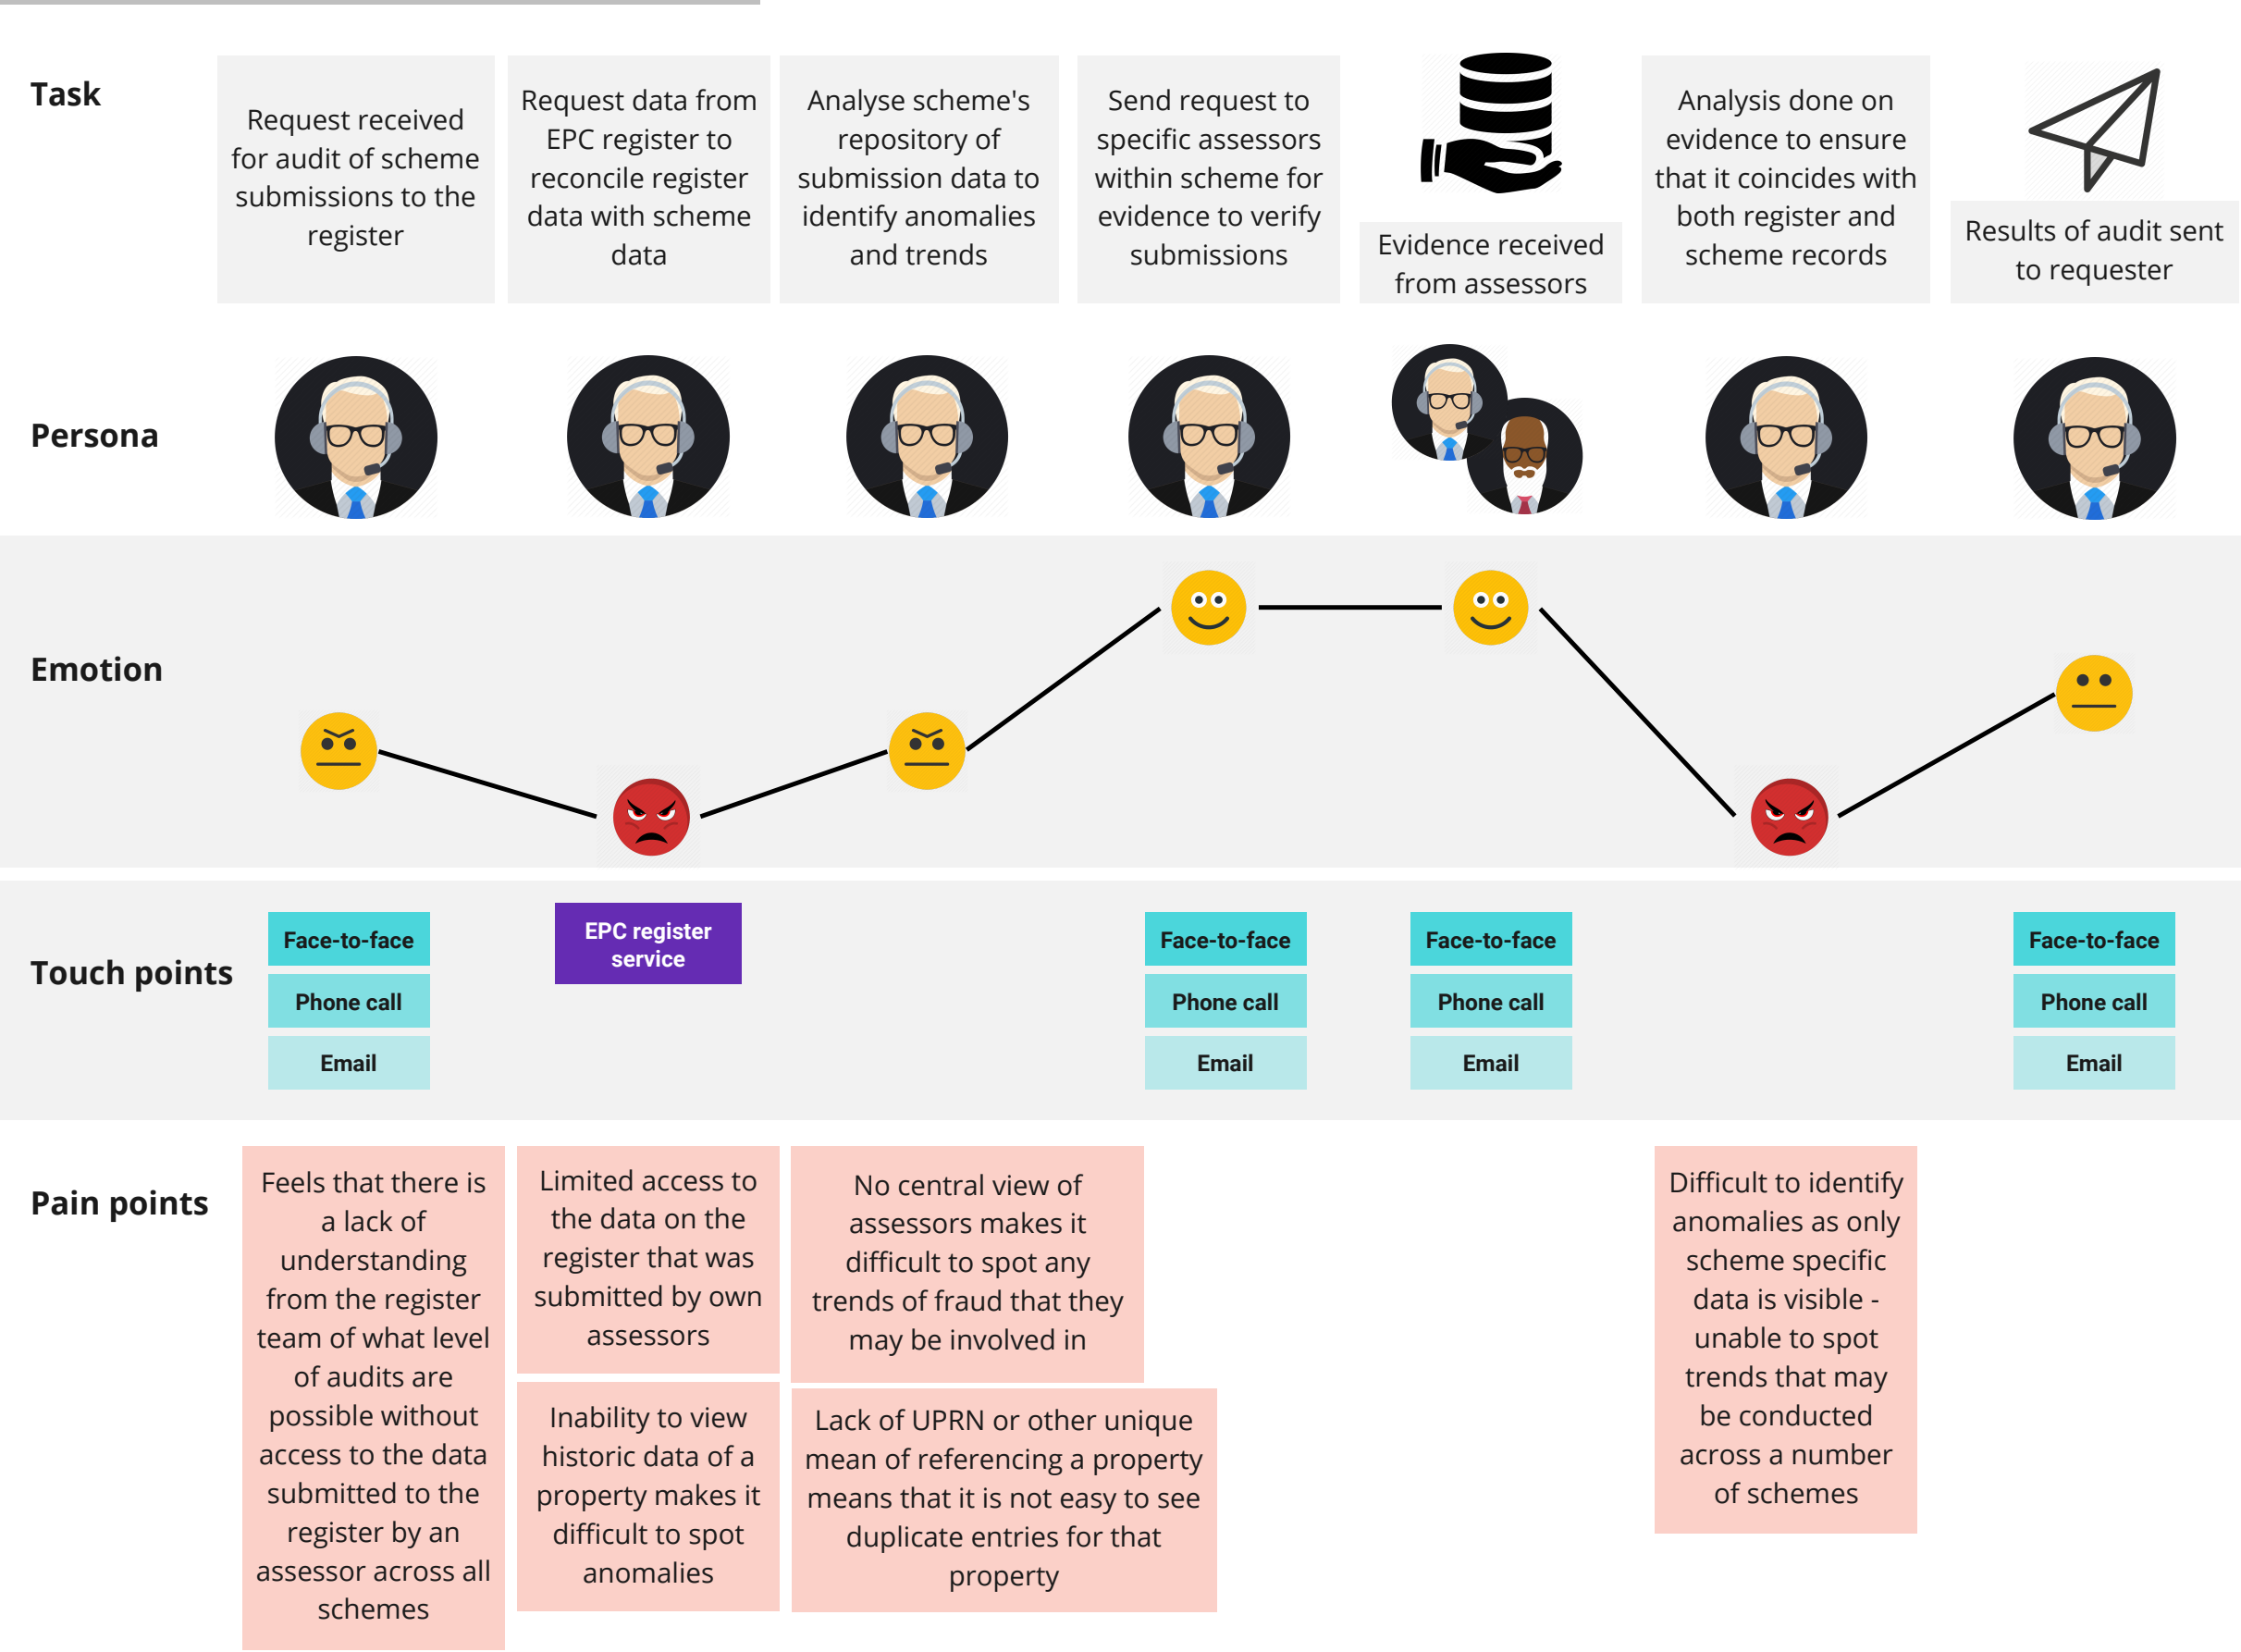 Task
Request received
for audit of scheme
submissions to the
register
Request data from
EPC register to
reconcile register
data with scheme
data
Analyse scheme's
repository of
submission data to
identify anomalies
and trends
Send request to
specific assessors
within scheme for
evidence to verify
submissions
Evidence received
from assessors
Analysis done on
evidence to ensure
that it coincides with
both register and
scheme records
Results of audit sent
to requester
Persona
Emotion
Touch points
Face-to-face
Phone call
Email
EPC register
service
Face-to-face
Phone call
Email
Face-to-face
Phone call
Email
Face-to-face
Phone call
Email
Pain points
Feels that there is
a lack of
understanding
from the register
team of what level
of audits are
possible without
access to the data
submitted to the
register by an
assessor across all
schemes
Limited access to
the data on the
register that was
submitted by own
assessors
Inability to view
historic data of a
property makes it
difficult to spot
anomalies
No central view of
assessors makes it
difficult to spot any
trends of fraud that they
may be involved in
Lack of UPRN or other unique
mean of referencing a property
means that it is not easy to see
duplicate entries for that
property
Difficult to identify
anomalies as only
scheme specific
data is visible -
unable to spot
trends that may
be conducted
across a number
of schemes